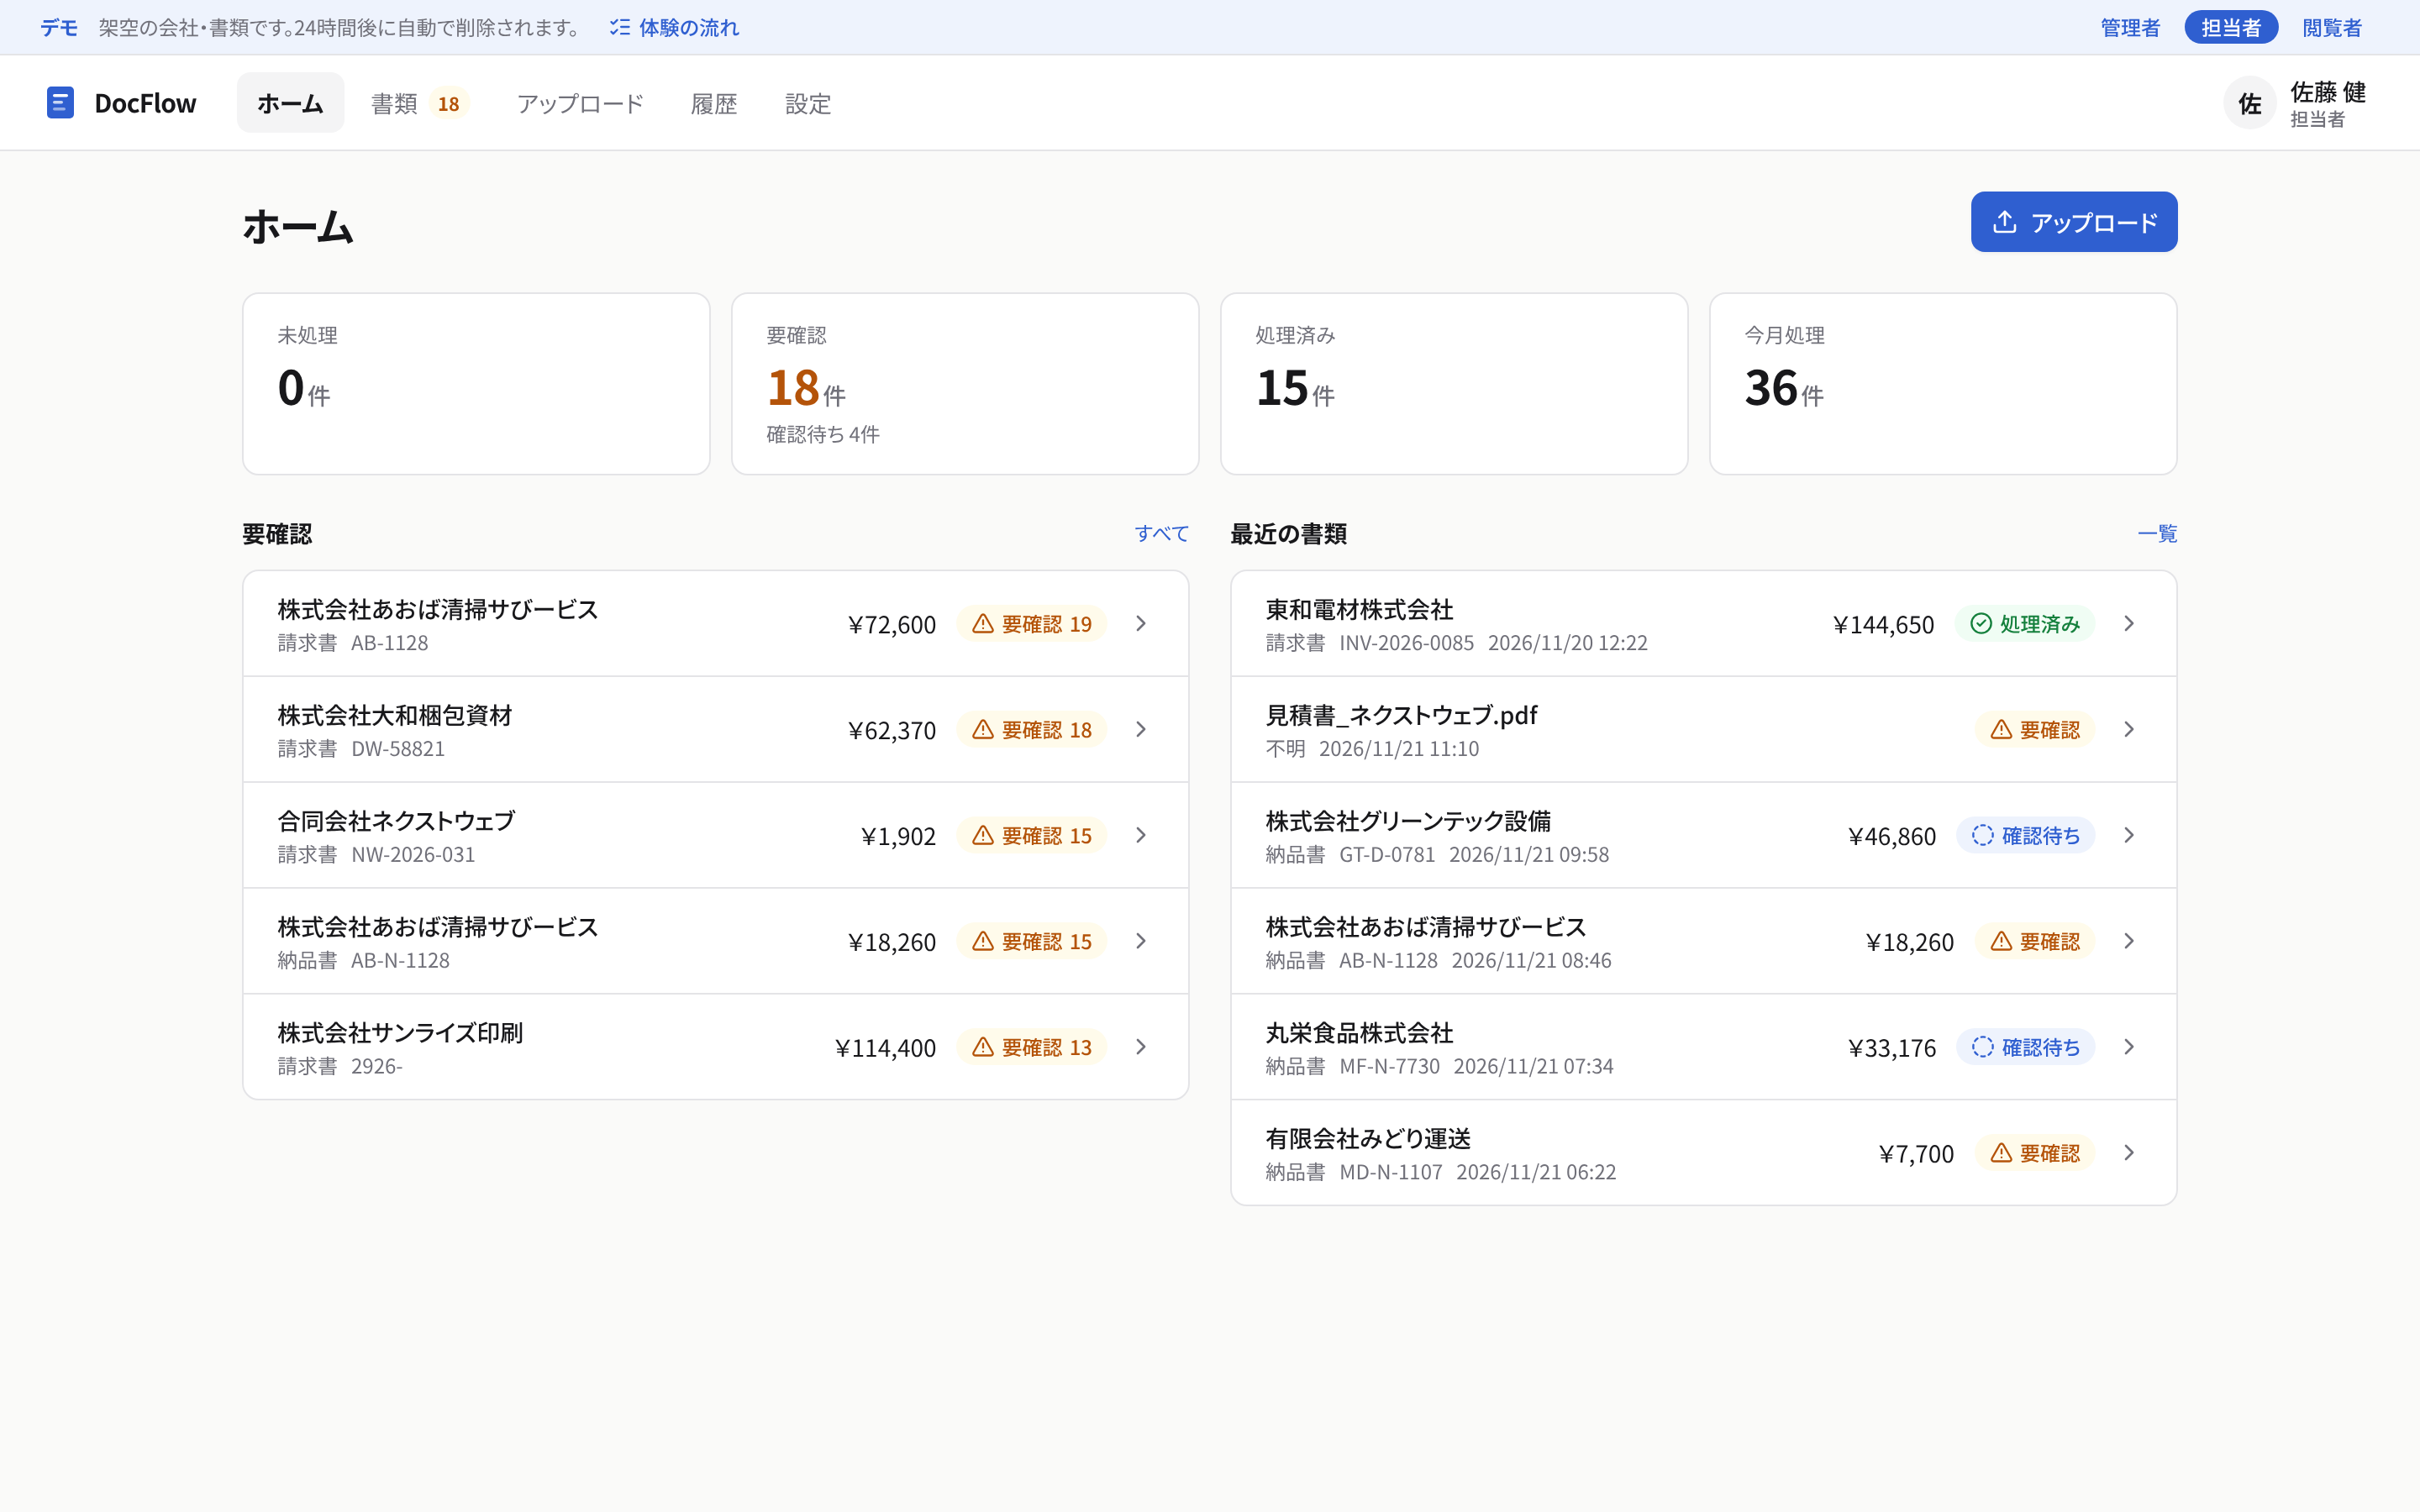 デモ 架空の会社・書類です。24時間後に自動で削除されます。 体験の流れ 管理者 担当者 閲覧者
DocFlow ホーム 書類 18 アップロード 履歴 設定 佐 佐藤 健
担当者
ホーム アップロード
未処理 要確認 処理済み 今月処理
0件 18件 15件 36件
確認待ち 4件
要確認 すべて
株式会社あおば清掃さびービス ¥72,600 要確認 19
請求書 AB-1128
株式会社大和梱包資材 ¥62,370 要確認 18
請求書 DW-58821
合同会社ネクストウェブ ¥1,902 要確認 15
請求書 NW-2026-031
株式会社あおば清掃さびービス ¥18,260 要確認 15
納品書 AB-N-1128
株式会社サンライズ印刷 ¥114,400 要確認 13
請求書 2926-
最近の書類 一覧
東和電材株式会社 ¥144,650 処理済み
請求書 INV-2026-0085 2026/11/20 12:22
見積書_ネクストウェブ.pdf 要確認
不明 2026/11/21 11:10
株式会社グリーンテック設備 ¥46,860 確認待ち
納品書 GT-D-0781 2026/11/21 09:58
株式会社あおば清掃さびービス ¥18,260 要確認
納品書 AB-N-1128 2026/11/21 08:46
丸栄食品株式会社 ¥33,176 確認待ち
納品書 MF-N-7730 2026/11/21 07:34
有限会社みどり運送 ¥7,700 要確認
納品書 MD-N-1107 2026/11/21 06:22